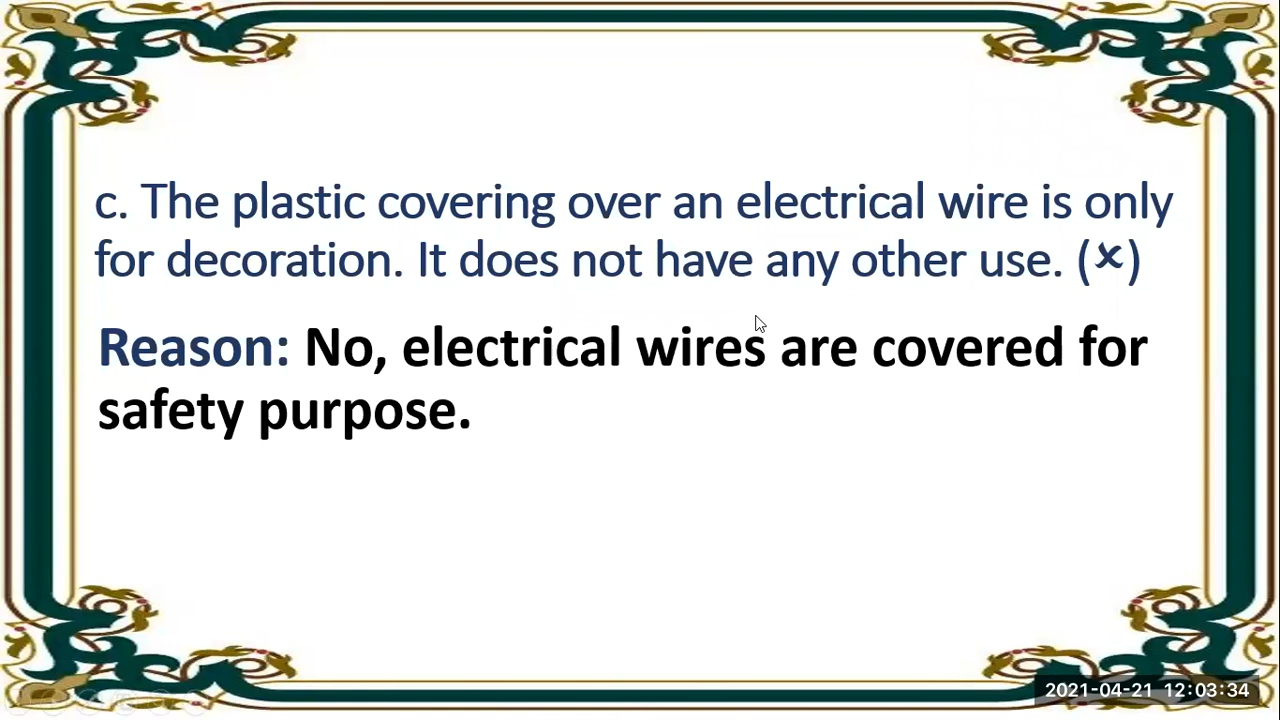 c. The plastic covering over an electrical wire is only
for decoration. It does not have any other use. (×)
Reason: No, electrical wires are covered for
safety purpose.
2021-04-21 12:03:34